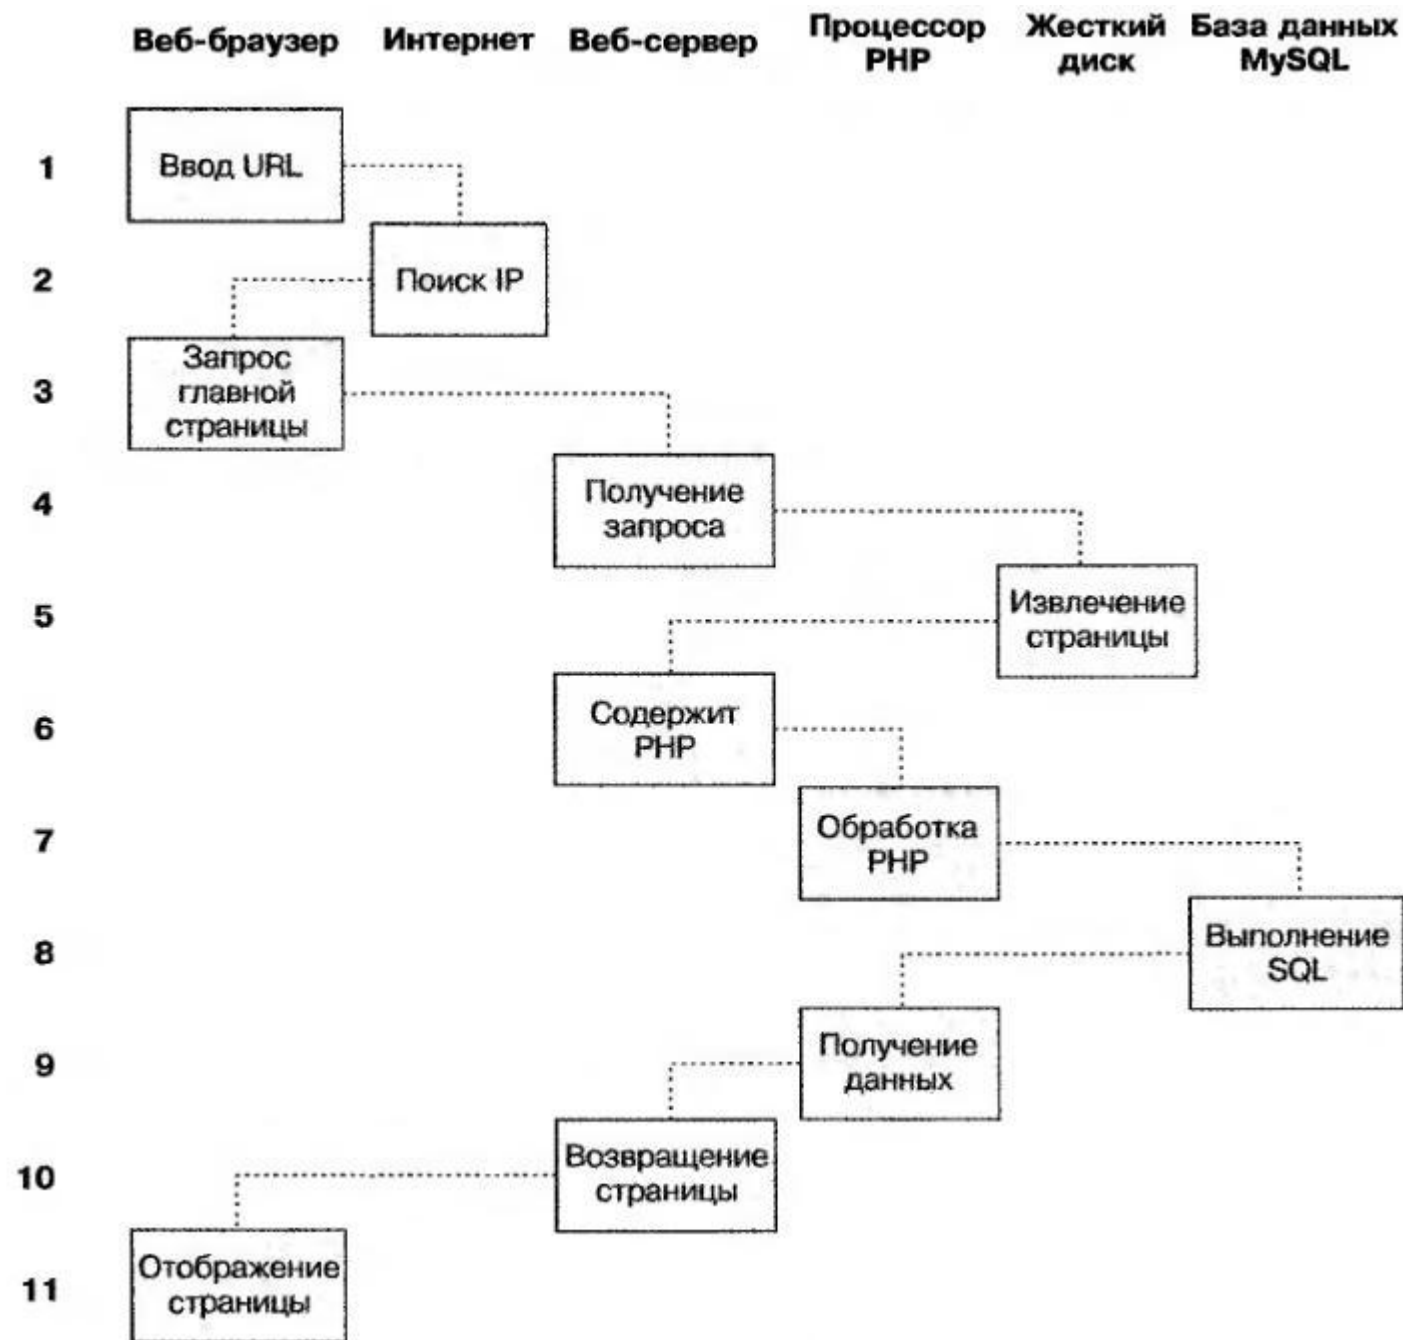 Веб-браузер Интернет Веб-сервер Процессор PHP Жесткий диск База данных MySQL
1
Ввод URL
2
Поиск IP
3
Запрос
главной
страницы
4
Получение
запроса
5
Извлечение
страницы
6
Содержит
PHP
7
Обработка
PHP
8
Выполнение
SQL
9
Получение
данных
10
Возвращение
страницы
11
Отображение
страницы